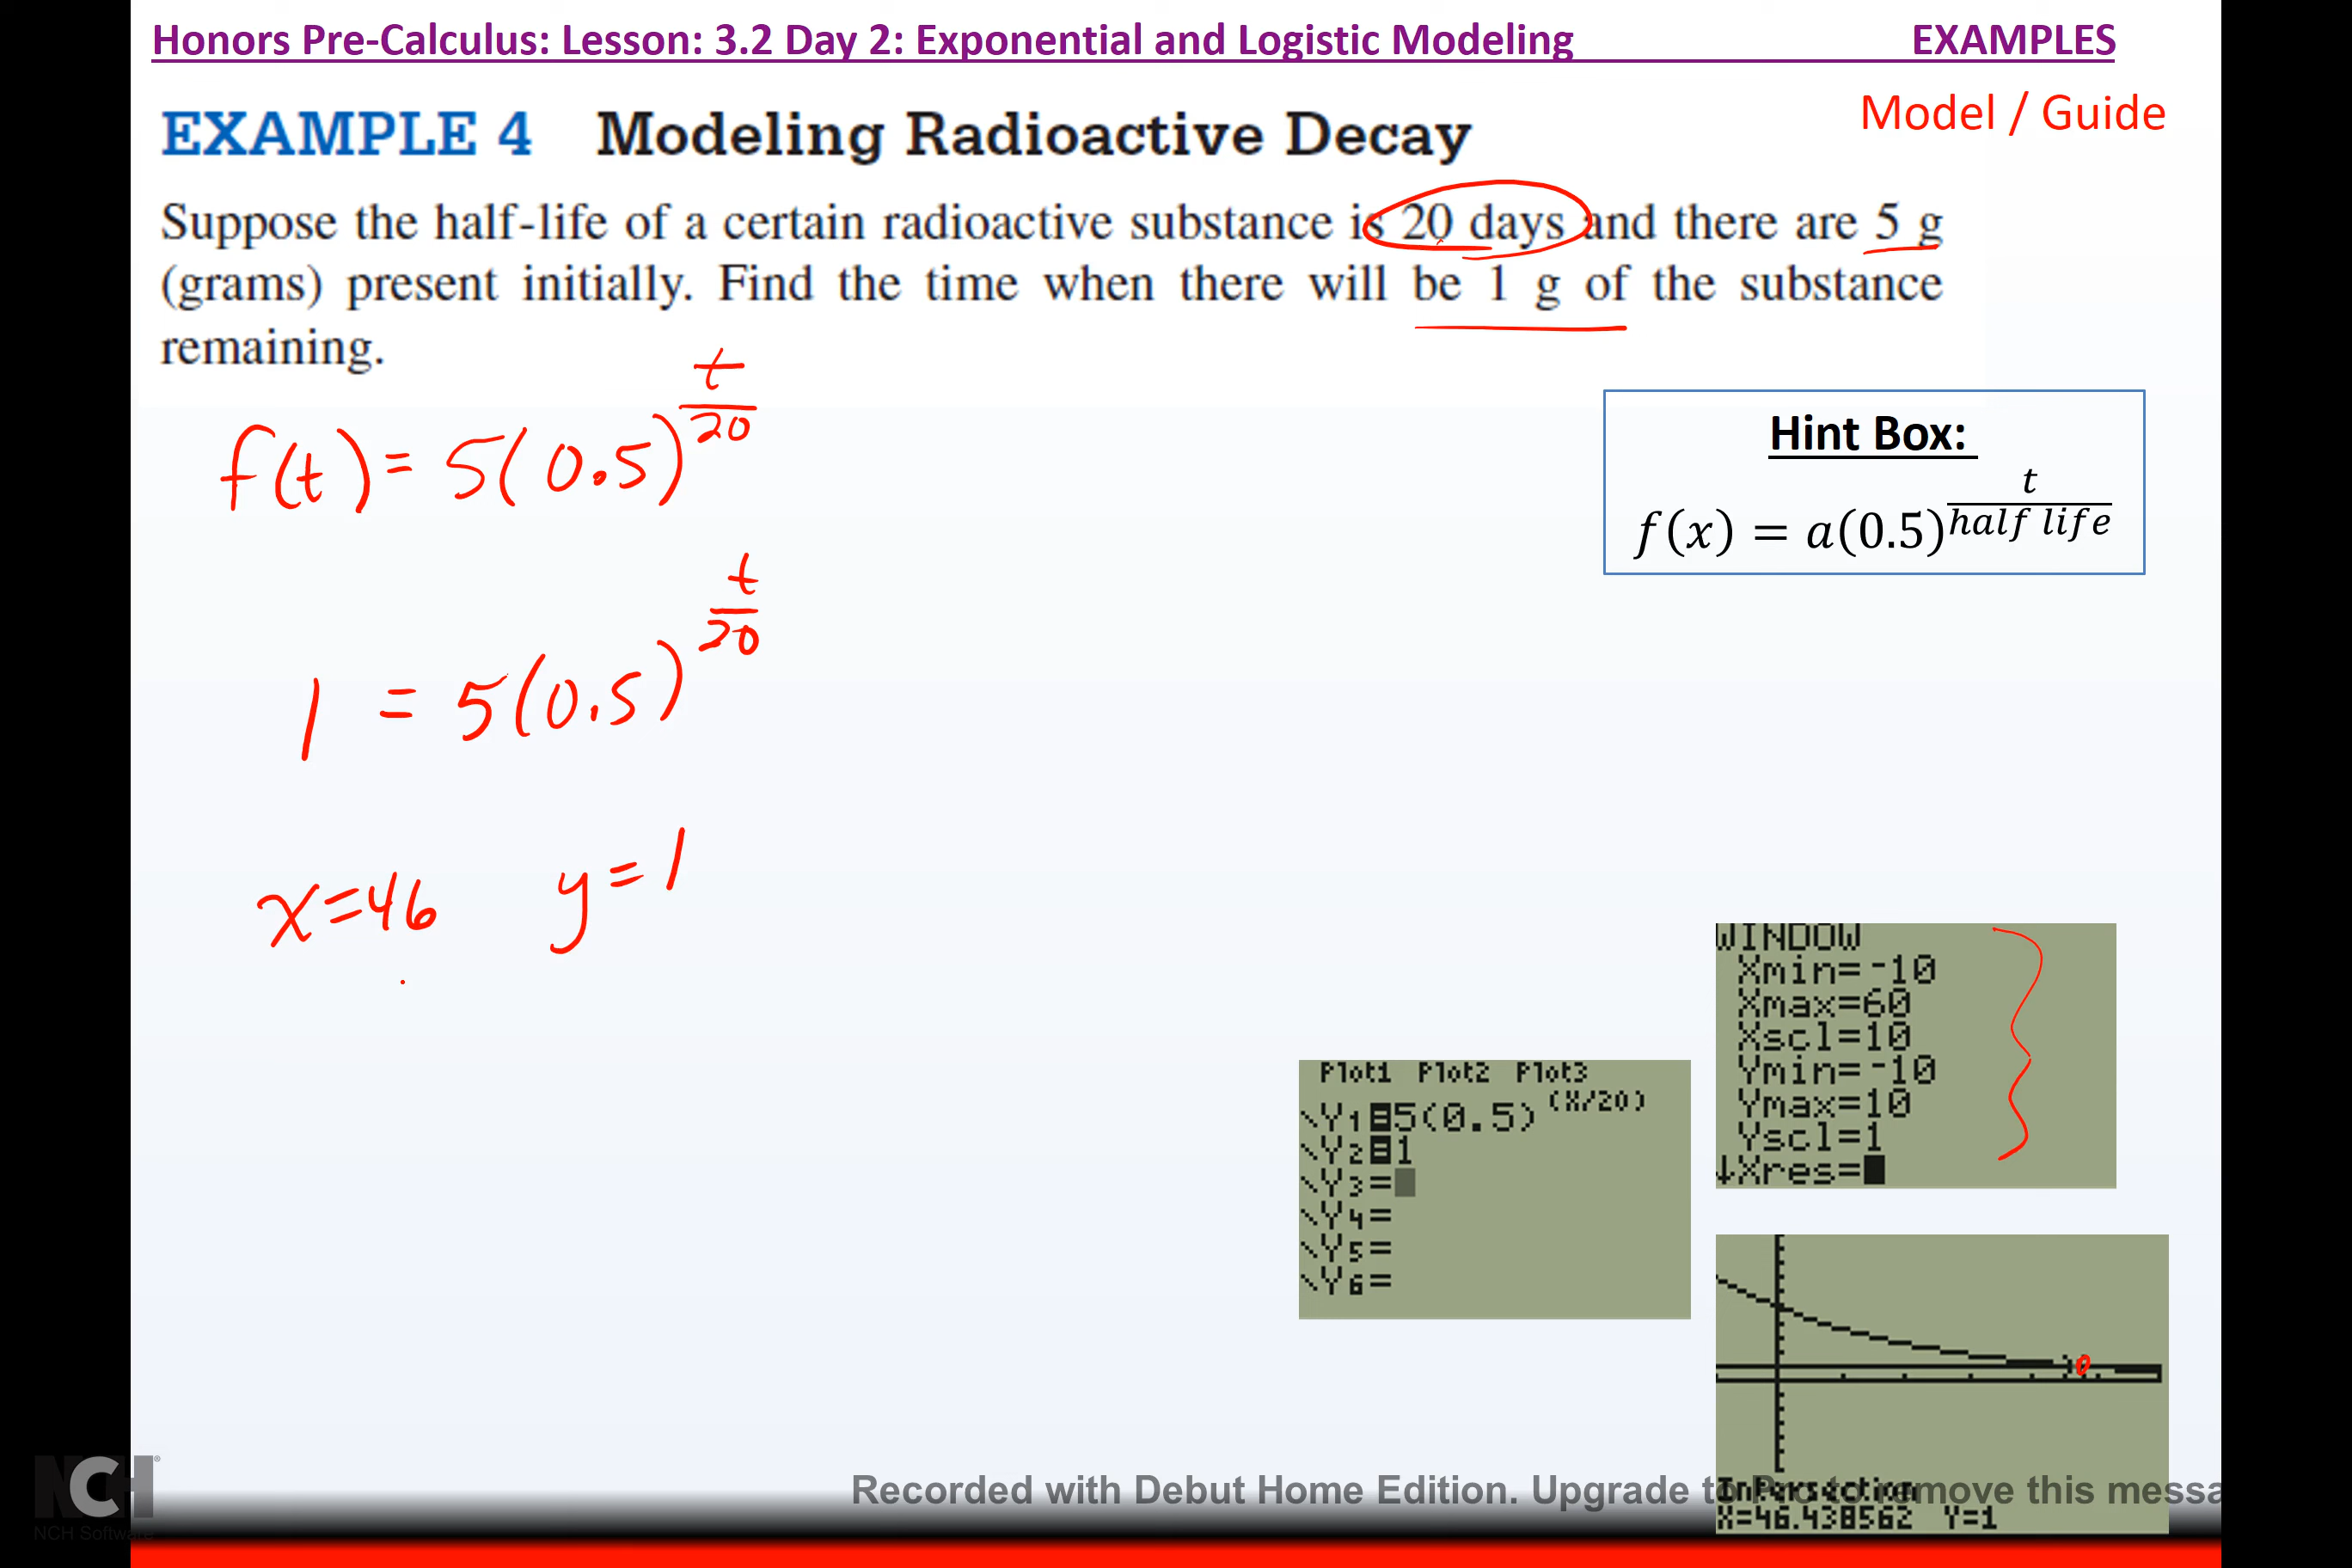 Honors Pre-Calculus: Lesson: 3.2 Day 2: Exponential and Logistic Modeling EXAMPLES
Model / Guide
EXAMPLE 4 Modeling Radioactive Decay
Suppose the half-life of a certain radioactive substance is 20 days and there are 5 g
(grams) present initially. Find the time when there will be 1 g of the substance
remaining.
f(t) = 5(0.5)^(t/20)
Hint Box:
f(x) = a(0.5)^(t/half life)
1 = 5(0.5)^(t/20)
x=46 y=1
WINDOW
Xmin=-10
Xmax=60
Xscl=10
Ymin=-10
Ymax=10
Yscl=1
↓Xres=
Plot1 Plot2 Plot3
\Y1=5(0.5)^(X/20)
\Y2=1
\Y3=
\Y4=
\Y5=
\Y6=
Intersection
X=46.438562 Y=1
NCH®
NCH Software
Recorded with Debut Home Edition. Upgrade to Pro to remove this messa